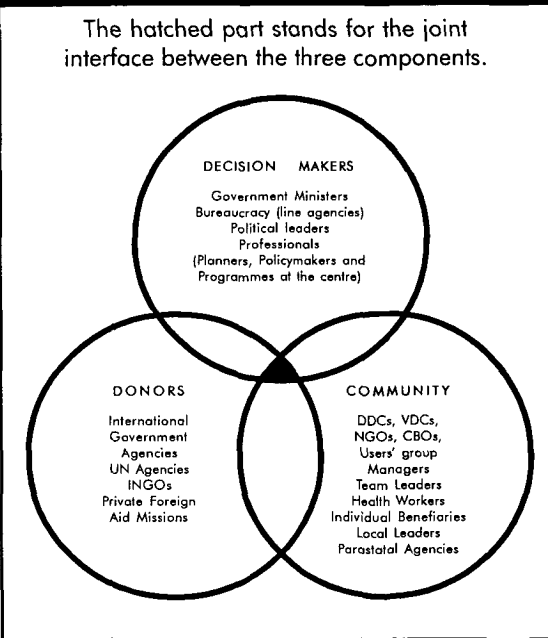 The hatched part stands for the joint
interface between the three components.
DECISION MAKERS
Government Ministers
Bureaucracy (line agencies)
Political leaders
Professionals
(Planners, Policymakers and
Programmes at the centre)
DONORS
International
Government
Agencies
UN Agencies
INGOs
Private Foreign
Aid Missions
COMMUNITY
DDCs, VDCs,
NGOs, CBOs,
Users' group
Managers
Team Leaders
Health Workers
Individual Benefiaries
Local Leaders
Parastatal Agencies